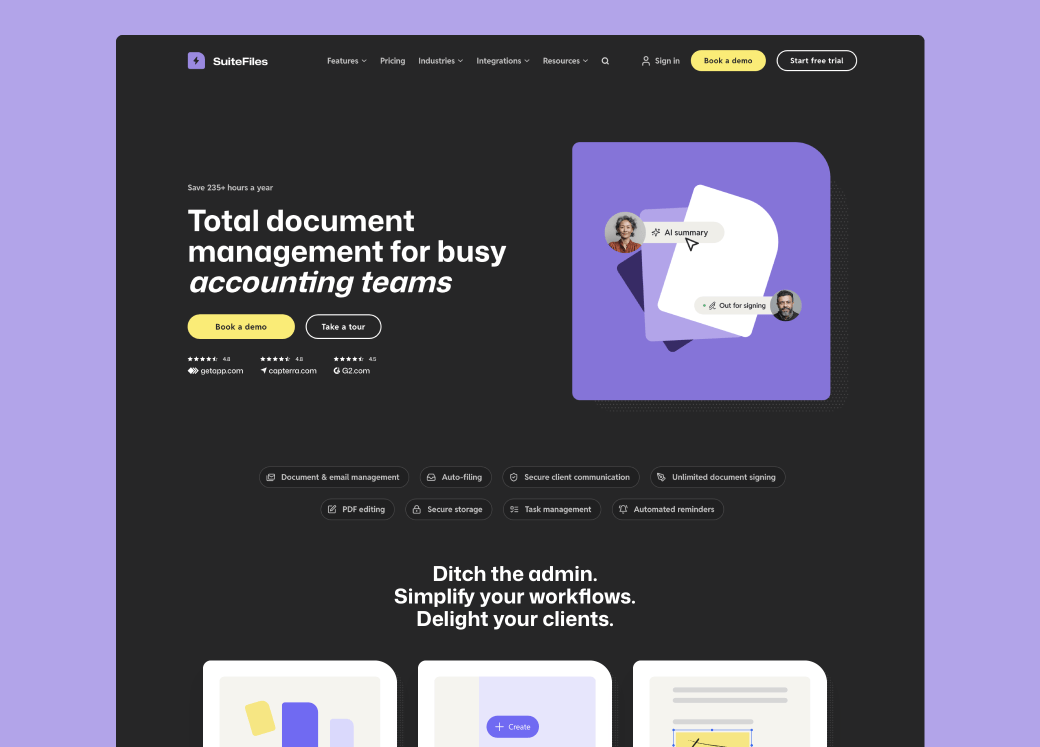 SuiteFiles
Features
Pricing
Industries
Integrations
Resources
Sign in
Book a demo
Start free trial
Save 235+ hours a year
Total document
management for busy
accounting teams
Book a demo
Take a tour
4.8
getapp.com
4.8
capterra.com
4.5
G2.com
AI summary
Out for signing
Document & email management
Auto-filing
Secure client communication
Unlimited document signing
PDF editing
Secure storage
Task management
Automated reminders
Ditch the admin.
Simplify your workflows.
Delight your clients.
Create